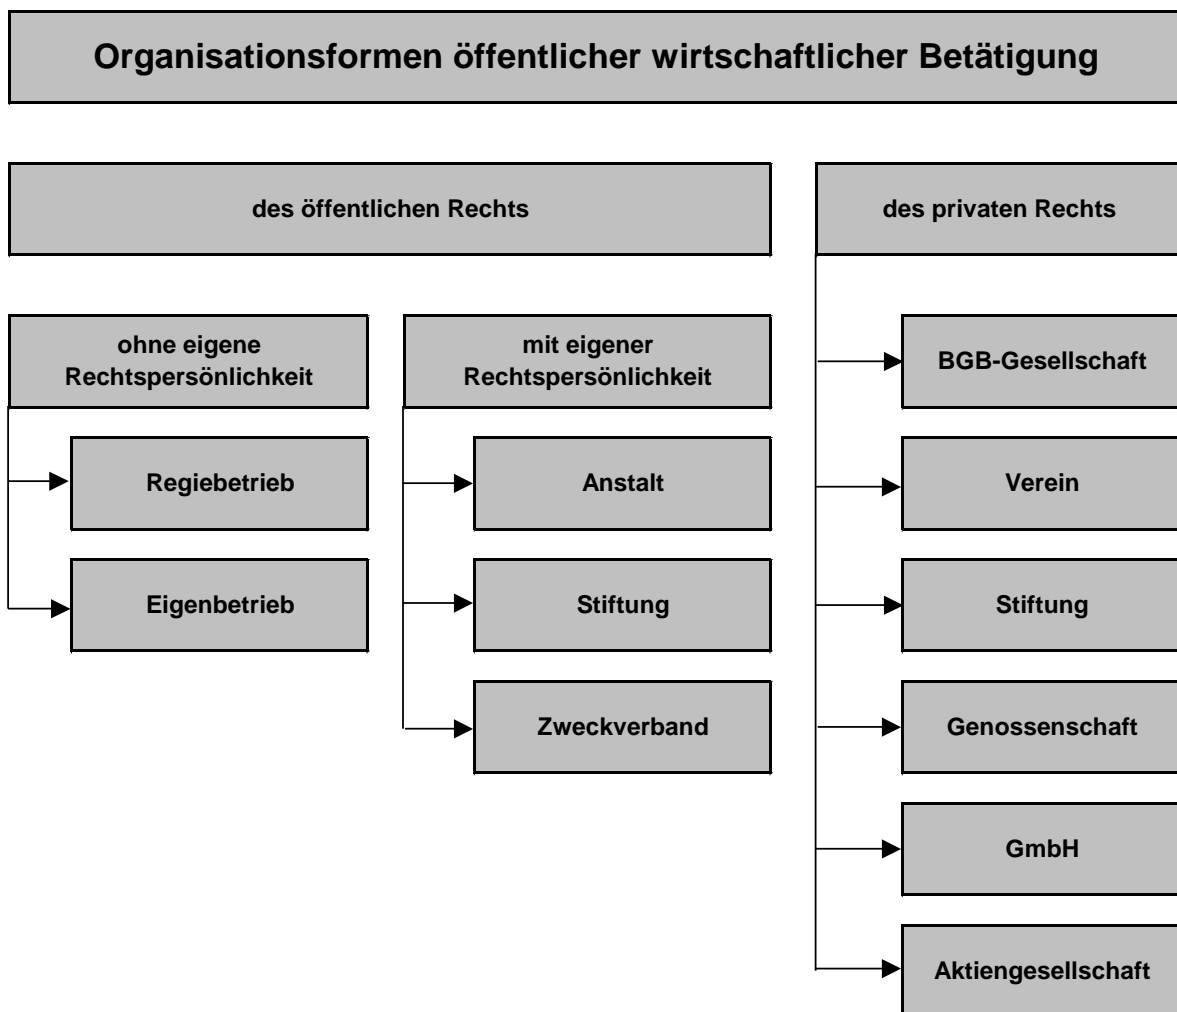 Organisationsformen öffentlicher wirtschaftlicher Betätigung
des öffentlichen Rechts
des privaten Rechts
ohne eigene
Rechtspersönlichkeit
Regiebetrieb
Eigenbetrieb
mit eigener
Rechtspersönlichkeit
Anstalt
Stiftung
Zweckverband
BGB-Gesellschaft
Verein
Stiftung
Genossenschaft
GmbH
Aktiengesellschaft